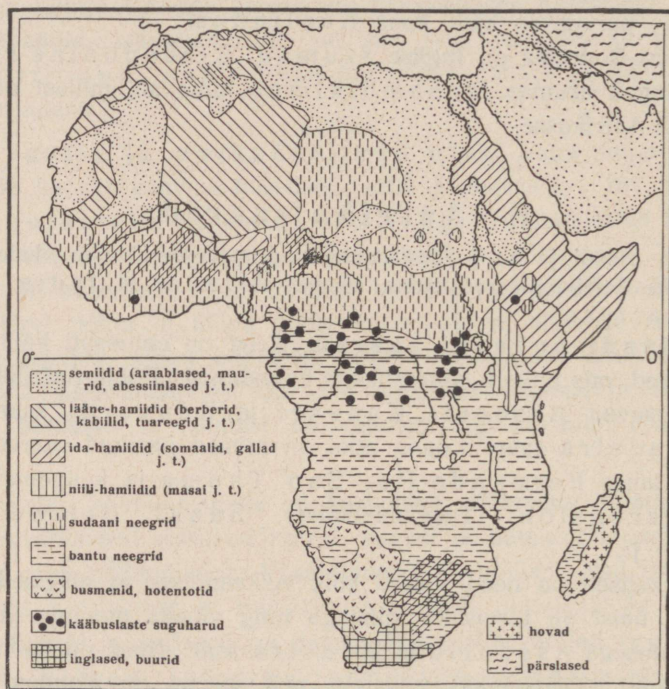 0°
0°
semiidid (araablased, mau-
rid, abessiinlased j. t.)
lääne-hamiidid (berberid,
kabiilid, tuareegid j. t.)
ida-hamiidid (somaalid, gallad
j. t.)
niili-hamiidid (masai j. t.)
sudaani neegrid
bantu neegrid
busmenid, hotentotid
kääbuslaste suguharud
inglased, buurid
hovad
pärslased